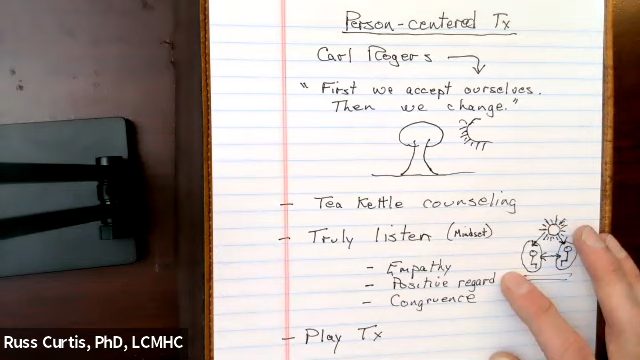 Person-centered Tx
Carl Rogers
"First we accept ourselves.
Then we change."
- Tea Kettle counseling
- Truly listen (Mindset)
- Empathy
- Positive regard
- Congruence
- Play Tx
Russ Curtis, PhD, LCMHC